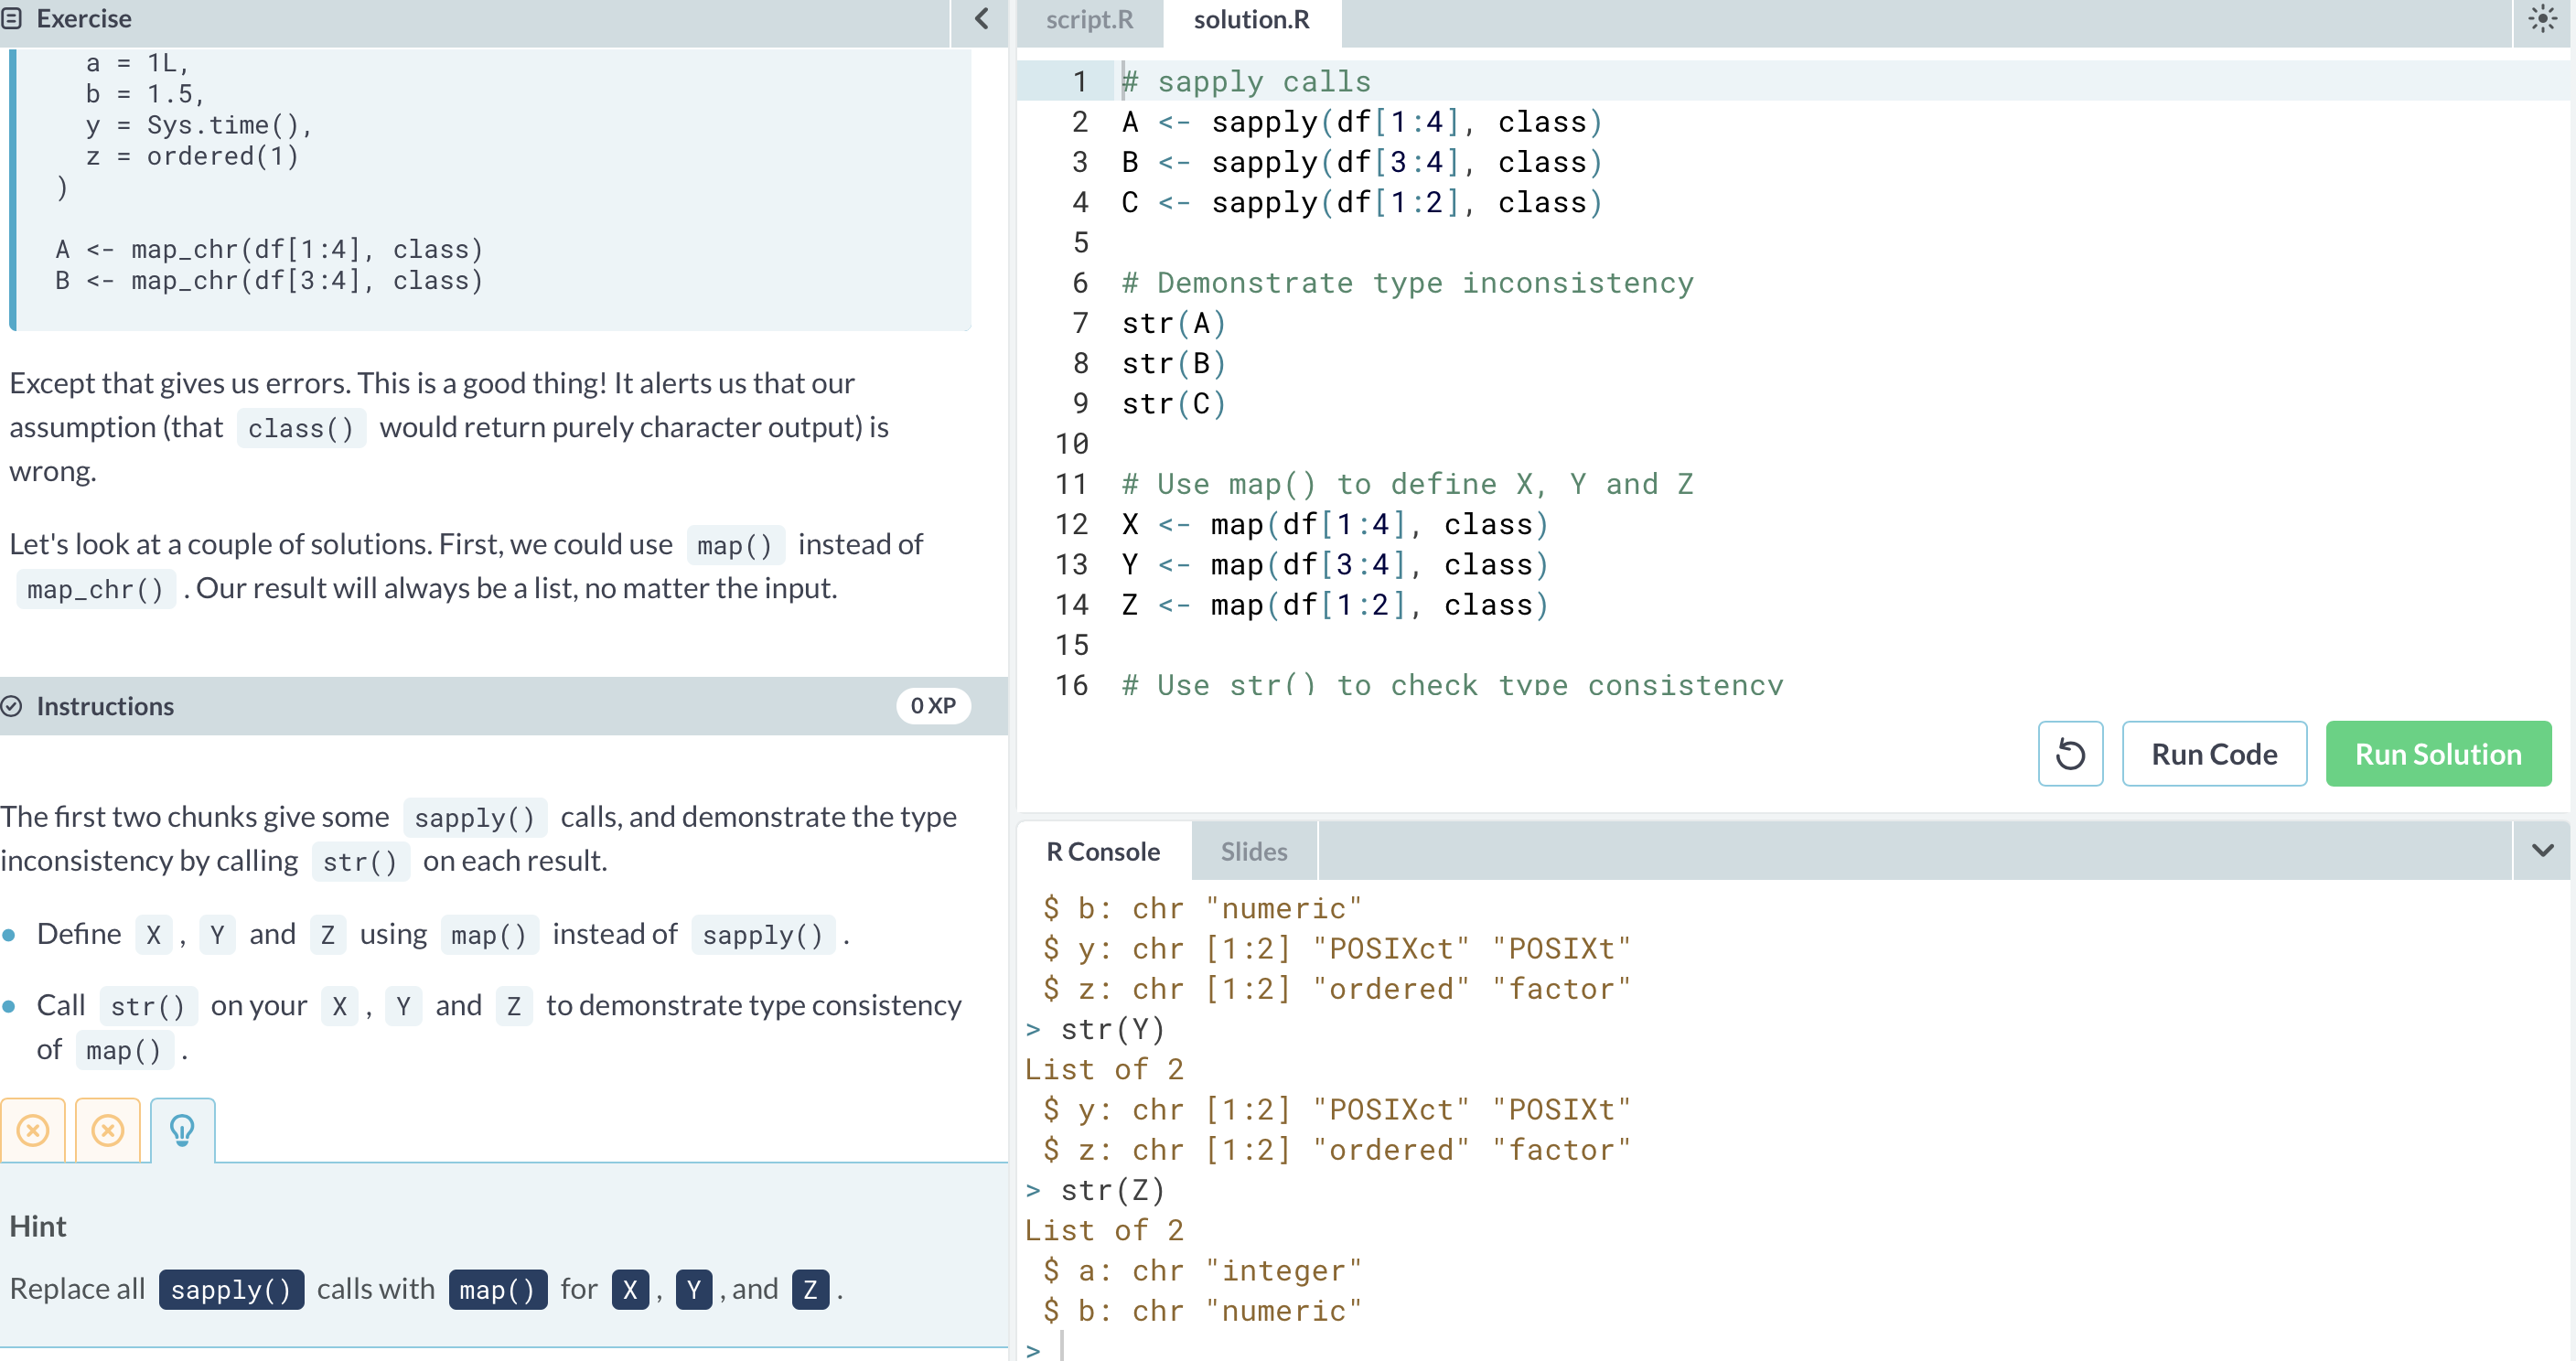 Exercise
a = 1L,
b = 1.5,
y = Sys.time(),
z = ordered(1)
)
A <- map_chr(df[1:4], class)
B <- map_chr(df[3:4], class)
Except that gives us errors. This is a good thing! It alerts us that our
assumption (that class() would return purely character output) is
wrong.
Let's look at a couple of solutions. First, we could use map() instead of
map_chr() . Our result will always be a list, no matter the input.
Instructions
0 XP
The first two chunks give some sapply() calls, and demonstrate the type
inconsistency by calling str() on each result.
Define X , Y and Z using map() instead of sapply() .
Call str() on your X , Y and Z to demonstrate type consistency
of map() .
Hint
Replace all sapply() calls with map() for X , Y , and Z .
script.R
solution.R
1 # sapply calls
2 A <- sapply(df[1:4], class)
3 B <- sapply(df[3:4], class)
4 C <- sapply(df[1:2], class)
5
6 # Demonstrate type inconsistency
7 str(A)
8 str(B)
9 str(C)
10
11 # Use map() to define X, Y and Z
12 X <- map(df[1:4], class)
13 Y <- map(df[3:4], class)
14 Z <- map(df[1:2], class)
15
16 # Use str() to check type consistency
Run Code
Run Solution
R Console
Slides
$ b: chr "numeric"
$ y: chr [1:2] "POSIXct" "POSIXt"
$ z: chr [1:2] "ordered" "factor"
> str(Y)
List of 2
$ y: chr [1:2] "POSIXct" "POSIXt"
$ z: chr [1:2] "ordered" "factor"
> str(Z)
List of 2
$ a: chr "integer"
$ b: chr "numeric"
>